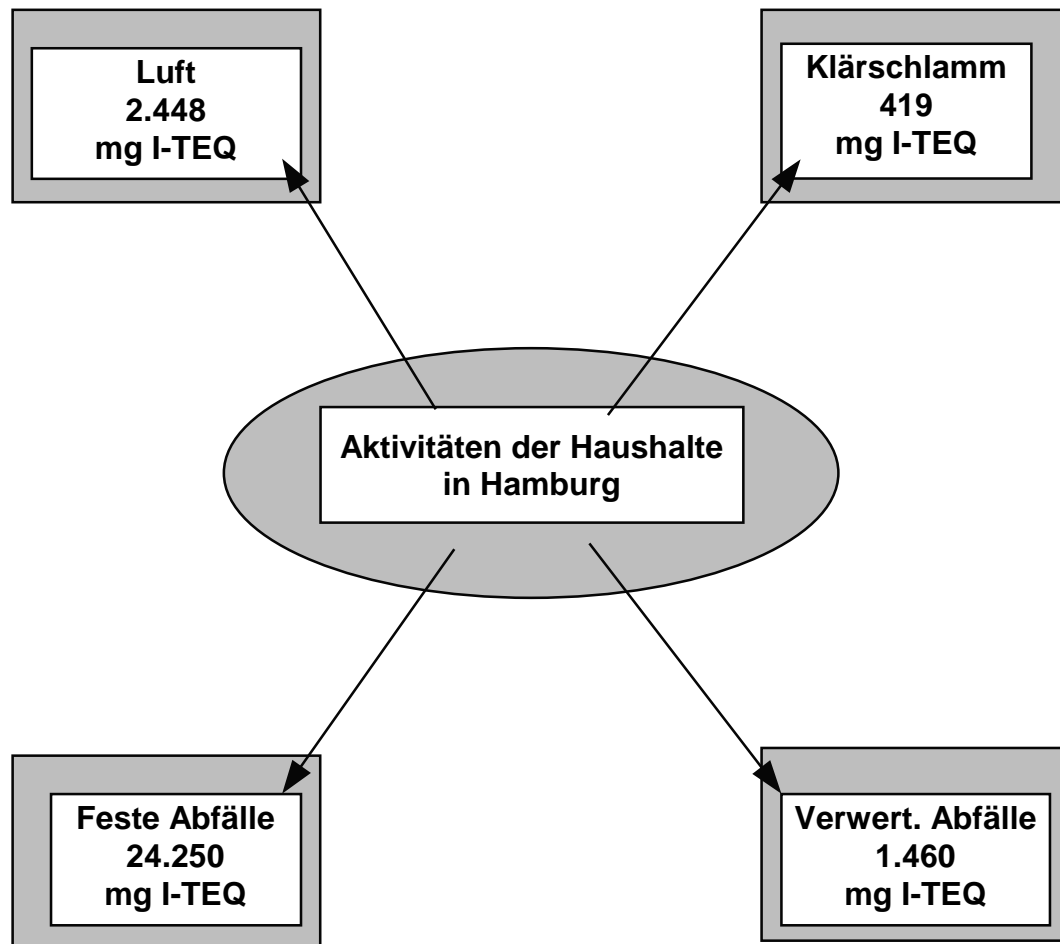 Luft
2.448
mg I-TEQ
Klärschlamm
419
mg I-TEQ
Aktivitäten der Haushalte
in Hamburg
Feste Abfälle
24.250
mg I-TEQ
Verwert. Abfälle
1.460
mg I-TEQ